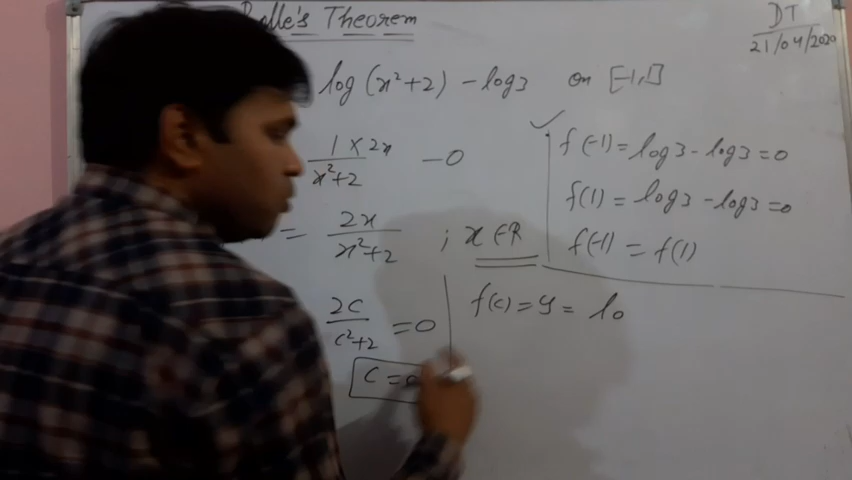 Rolle's Theorem
DT
21/04/2020
log (x²+2) - log3 on [-1,1]
1 × 2x / x²+2 - 0
= 2x / x²+2 ; x ∈ R
f(-1) = log3 - log3 = 0
f(1) = log3 - log3 = 0
f(-1) = f(1)
2c / c²+2 = 0
c =
f(c) = y = lo